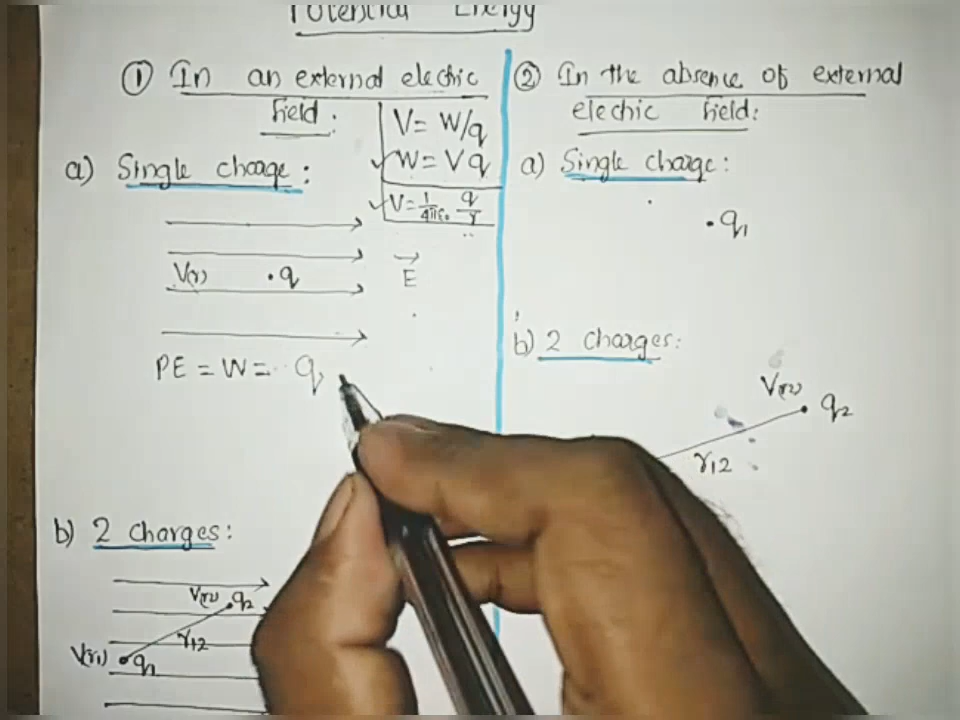 Potential Energy
① In an external electric
field:
V = W/q
W = Vq
V = 1/4πε₀ q/r
a) Single charge:
V(r) .q
E
PE = W = q
b) 2 charges:
V(r2) q2
r12
V(r1) q1
② In the absence of external
electric field:
a) Single charge:
.q1
b) 2 charges:
V(r2) q2
r12